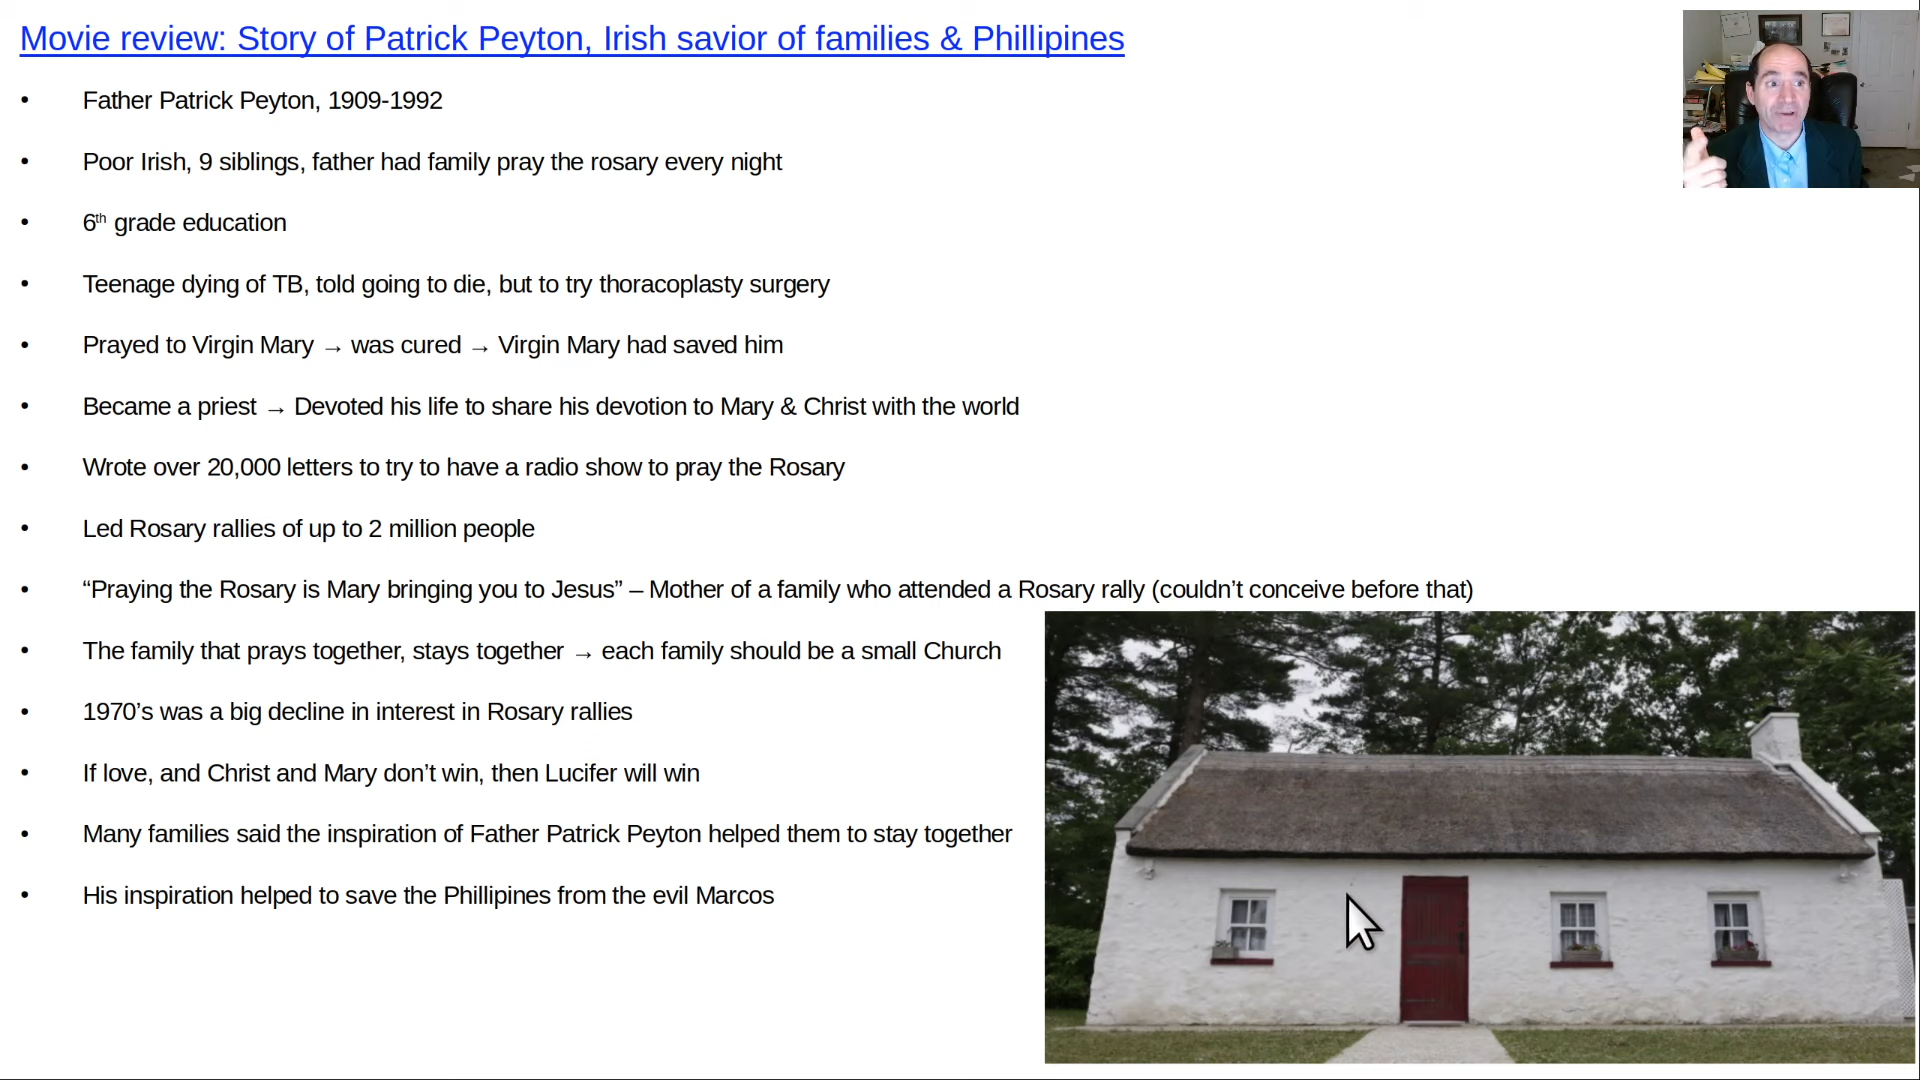 Movie review: Story of Patrick Peyton, Irish savior of families & Phillipines
• Father Patrick Peyton, 1909-1992
• Poor Irish, 9 siblings, father had family pray the rosary every night
• 6th grade education
• Teenage dying of TB, told going to die, but to try thoracoplasty surgery
• Prayed to Virgin Mary → was cured → Virgin Mary had saved him
• Became a priest → Devoted his life to share his devotion to Mary & Christ with the world
• Wrote over 20,000 letters to try to have a radio show to pray the Rosary
• Led Rosary rallies of up to 2 million people
• “Praying the Rosary is Mary bringing you to Jesus” – Mother of a family who attended a Rosary rally (couldn’t conceive before that)
• The family that prays together, stays together → each family should be a small Church
• 1970’s was a big decline in interest in Rosary rallies
• If love, and Christ and Mary don’t win, then Lucifer will win
• Many families said the inspiration of Father Patrick Peyton helped them to stay together
• His inspiration helped to save the Phillipines from the evil Marcos